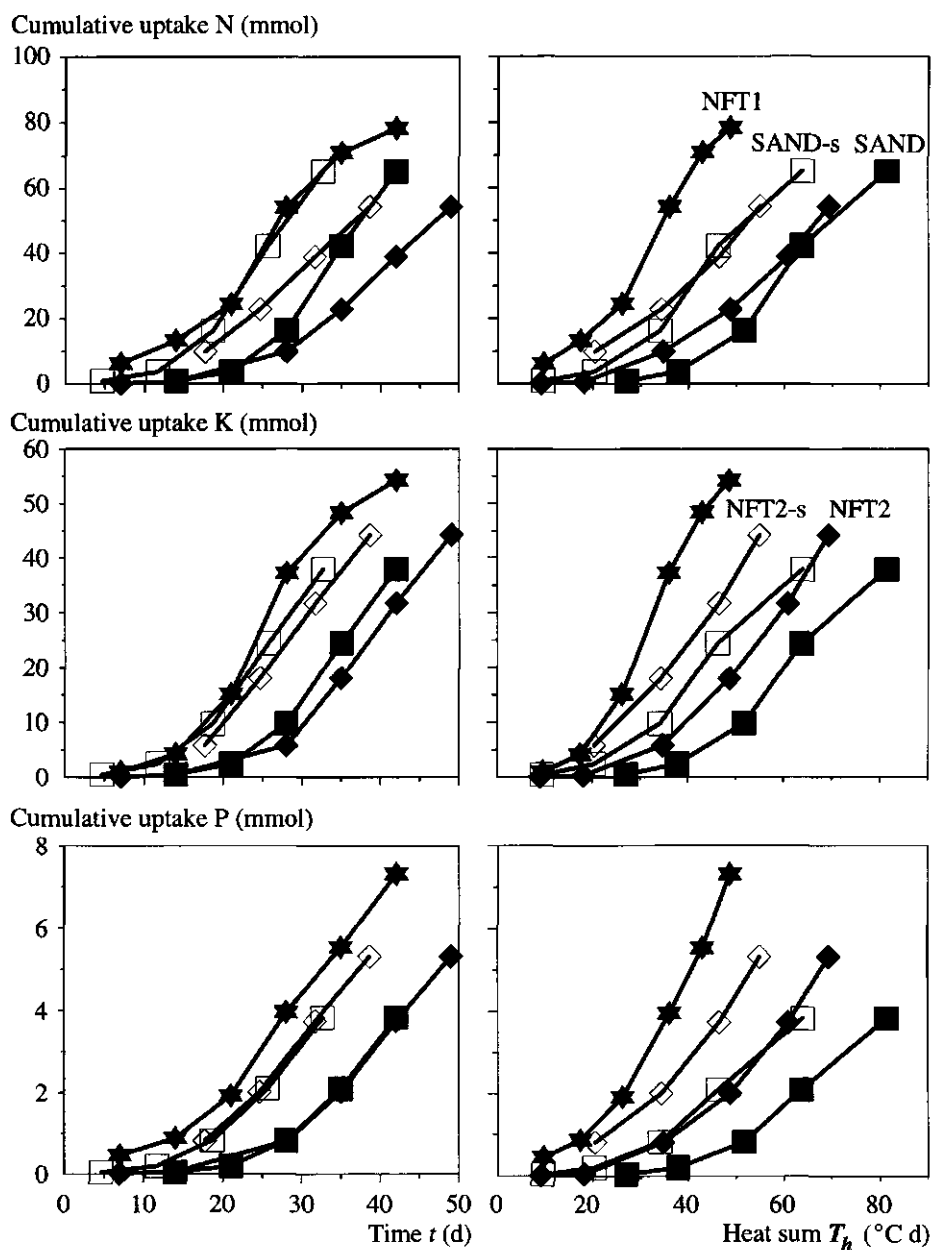 Cumulative uptake N (mmol)
100
80
60
40
20
0
NFT1
SAND-s SAND
Cumulative uptake K (mmol)
60
50
40
30
20
10
0
NFT2-s NFT2
Cumulative uptake P (mmol)
8
6
4
2
0
0 10 20 30 40 50
Time t (d)
0 20 40 60 80
Heat sum T_h (°C d)